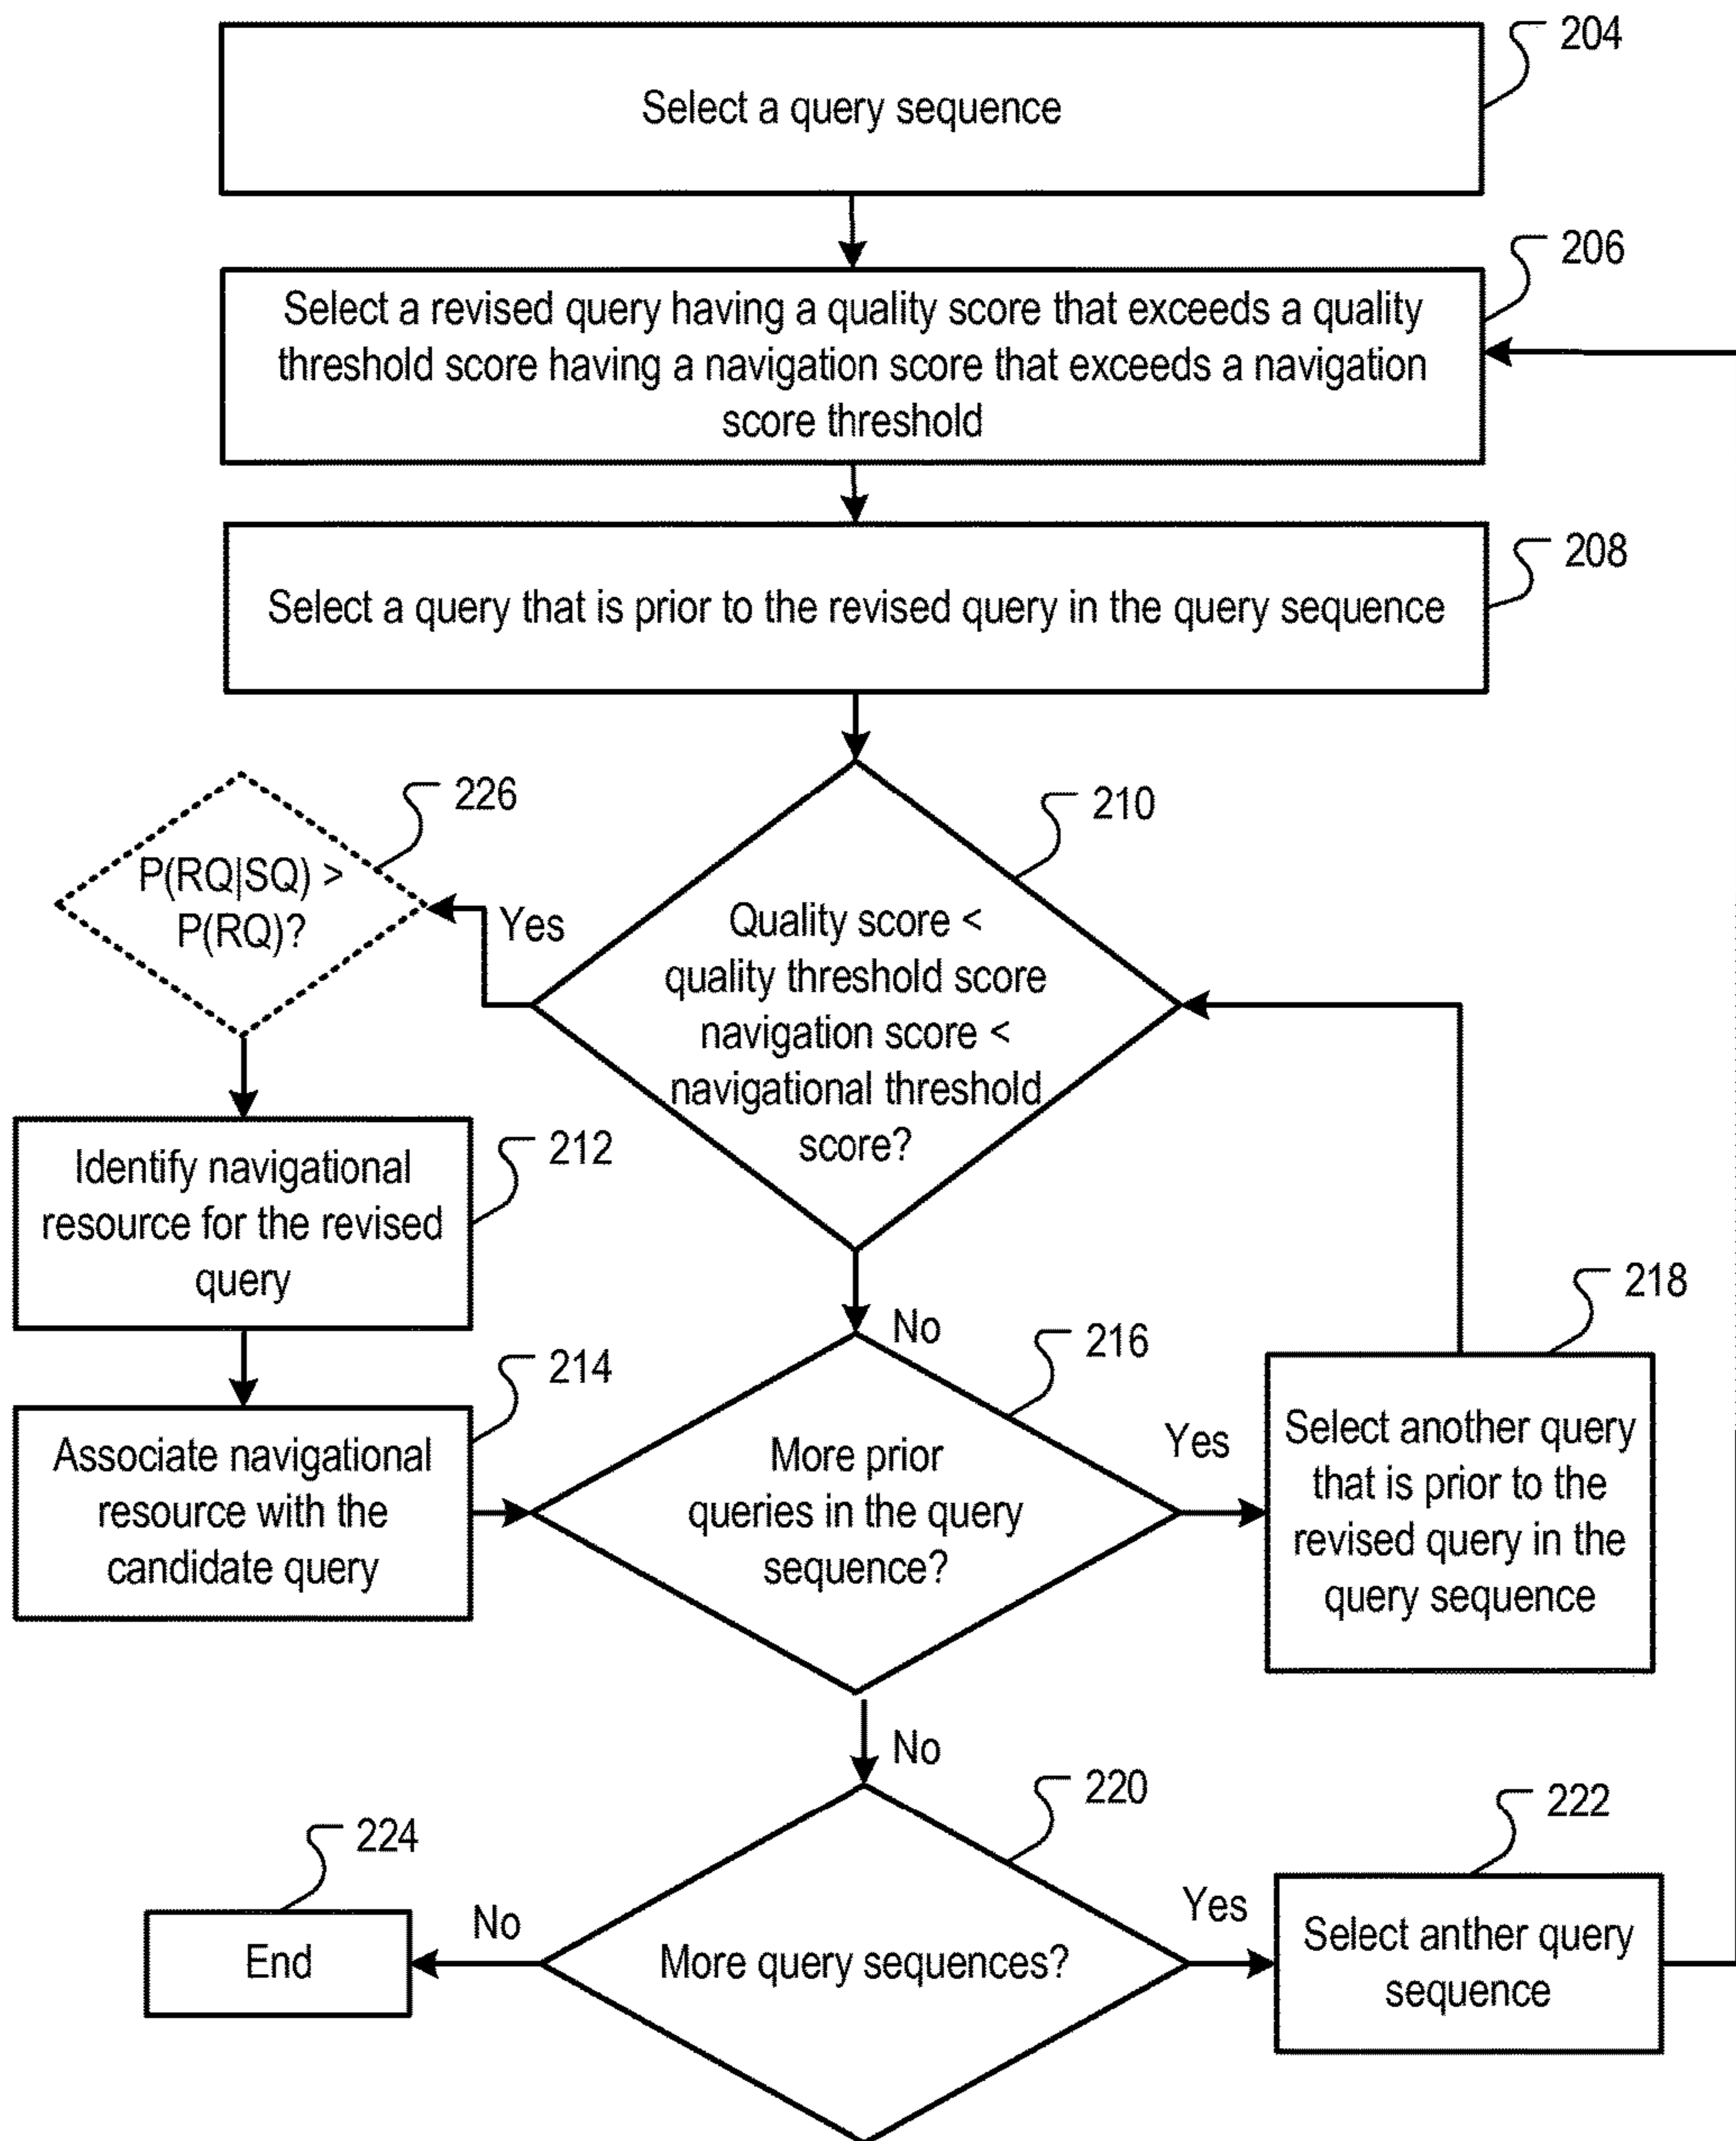 204
Select a query sequence
206
Select a revised query having a quality score that exceeds a quality
threshold score having a navigation score that exceeds a navigation
score threshold
208
Select a query that is prior to the revised query in the query sequence
226
P(RQ|SQ) >
P(RQ)?
Yes
210
Quality score <
quality threshold score
navigation score <
navigational threshold
score?
212
Identify navigational
resource for the revised
query
No
214
Associate navigational
resource with the
candidate query
216
More prior
queries in the query
sequence?
Yes
218
Select another query
that is prior to the
revised query in the
query sequence
No
220
More query sequences?
224
End
No
Yes
222
Select anther query
sequence